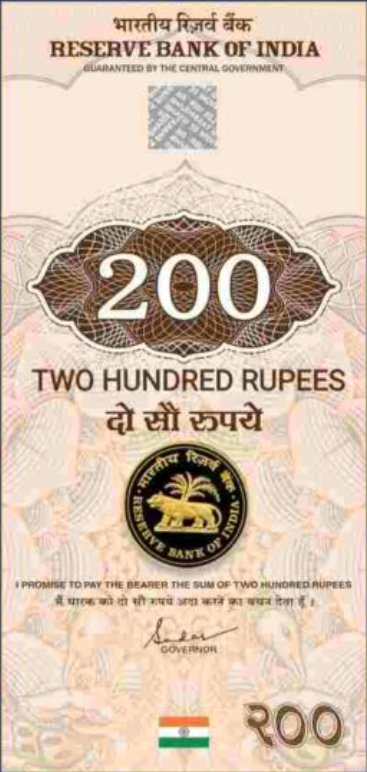 भारतीय रिज़र्व बैंक
RESERVE BANK OF INDIA
GUARANTEED BY THE CENTRAL GOVERNMENT
200
TWO HUNDRED RUPEES
दो सौ रुपये
भारतीय रिज़र्व बैंक
RESERVE BANK OF INDIA
I PROMISE TO PAY THE BEARER THE SUM OF TWO HUNDRED RUPEES
मैं धारक को दो सौ रुपये अदा करने का वचन देता हूँ ।
GOVERNOR
२००